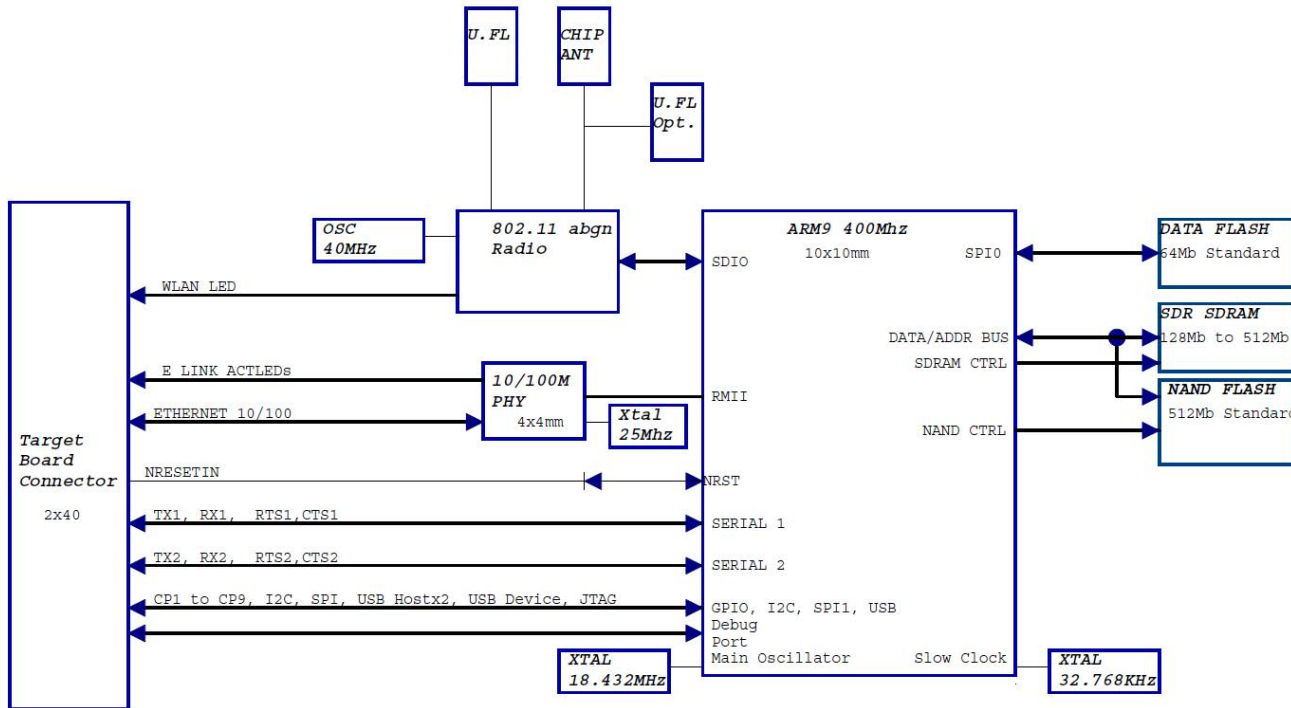 U.FL
CHIP
ANT
U.FL
Opt.
OSC
40MHz
802.11 abgn
Radio
ARM9 400Mhz
10x10mm
SDIO
SPI0
DATA FLASH
64Mb Standard
WLAN LED
SDR SDRAM
128Mb to 512Mb
DATA/ADDR BUS
SDRAM CTRL
E LINK ACTLEDs
10/100M
PHY
4x4mm
RMII
NAND FLASH
512Mb Standard
ETHERNET 10/100
Xtal
25Mhz
NAND CTRL
Target
Board
Connector
2x40
NRESETIN
NRST
TX1, RX1, RTS1,CTS1
SERIAL 1
TX2, RX2, RTS2,CTS2
SERIAL 2
CP1 to CP9, I2C, SPI, USB Hostx2, USB Device, JTAG
GPIO, I2C, SPI1, USB
Debug
Port
Main Oscillator
Slow Clock
XTAL
18.432MHz
XTAL
32.768KHz